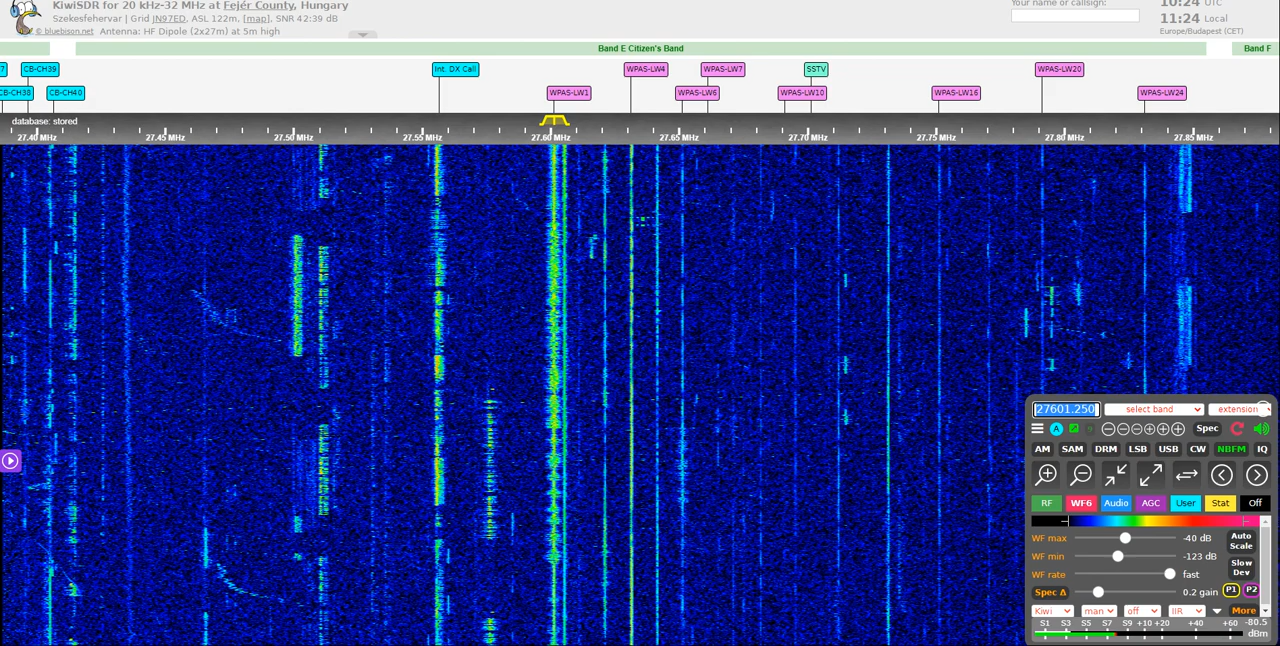 KiwiSDR for 20 kHz-32 MHz at Fejér County, Hungary
Szekesfehervar | Grid JN97ED, ASL 122m, [map], SNR 42:39 dB
© bluebison.net Antenna: HF Dipole (2x27m) at 5m high
Your name or callsign:
10:24 UTC
11:24 Local
Europe/Budapest (CET)
Band E Citizen's Band
Band F
7 CB-CH39 Int. DX Call WPAS-LW4 WPAS-LW7 SSTV WPAS-LW20
CB-CH38 CB-CH40 WPAS-LW1 WPAS-LW6 WPAS-LW10 WPAS-LW16 WPAS-LW24
database: stored
27.40 MHz 27.45 MHz 27.50 MHz 27.55 MHz 27.60 MHz 27.65 MHz 27.70 MHz 27.75 MHz 27.80 MHz 27.85 MHz
27601.250 select band extension
A Spec
AM SAM DRM LSB USB CW NBFM IQ
RF WF6 Audio AGC User Stat Off
WF max -40 dB Auto Scale
WF min -123 dB
WF rate fast Slow Dev
Spec Δ 0.2 gain P1 P2
Kiwi man off IIR More
S1 S3 S5 S7 S9 +10 +20 +40 +60 -80.5
dBm